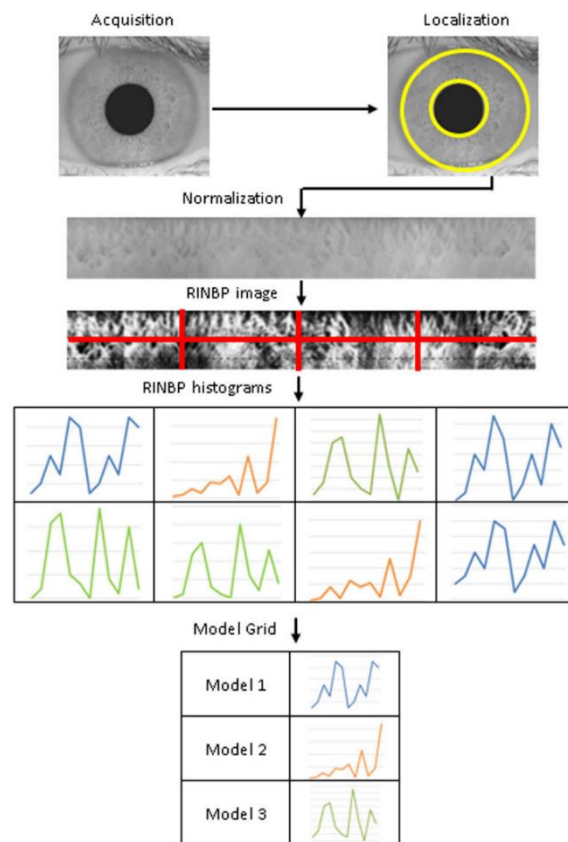 Acquisition
Localization
Normalization
RINBP image
RINBP histograms
Model Grid
Model 1
Model 2
Model 3